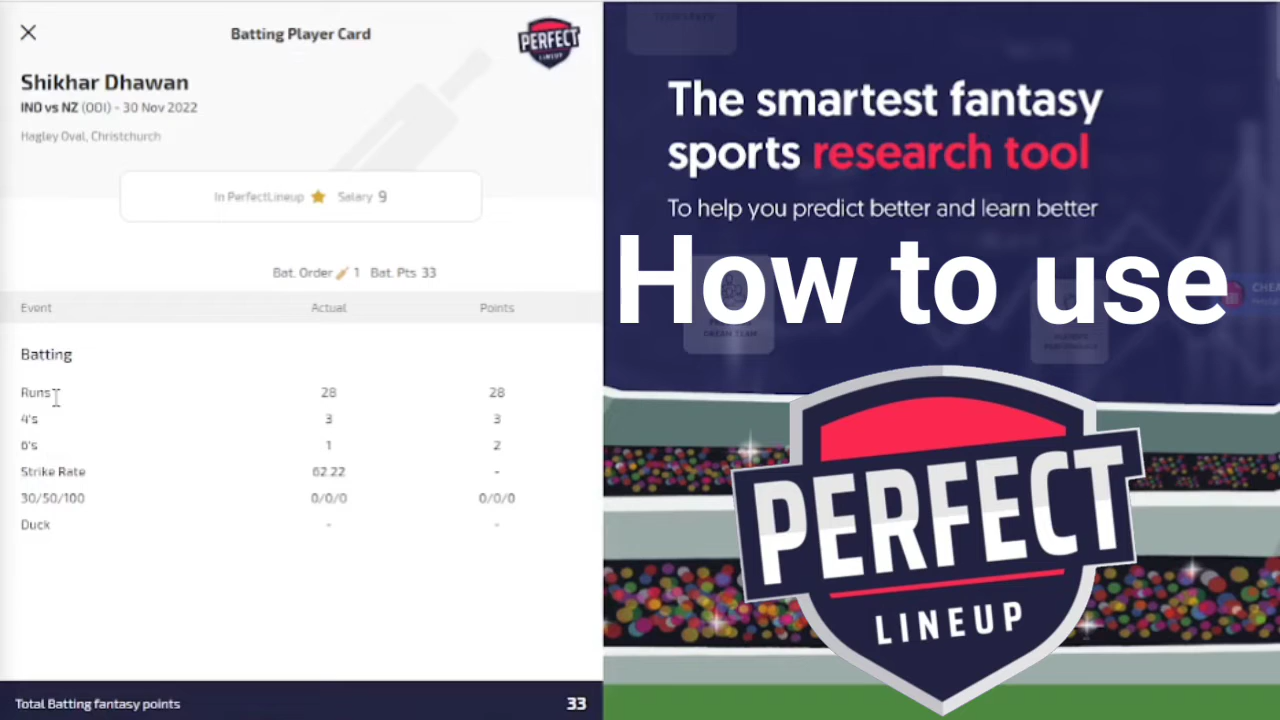 Batting Player Card
PERFECT
LINEUP
Shikhar Dhawan
IND vs NZ (ODI) - 30 Nov 2022
Hagley Oval, Christchurch
In PerfectLineup Salary 9
Bat. Order 1 Bat. Pts 33
Event Actual Points
Batting
Runs 28 28
4's 3 3
6's 1 2
Strike Rate 62.22 -
30/50/100 0/0/0 0/0/0
Duck - -
Total Batting fantasy points 33
The smartest fantasy
sports research tool
To help you predict better and learn better
How to use
DREAM TEAM
PERFECT
LINEUP